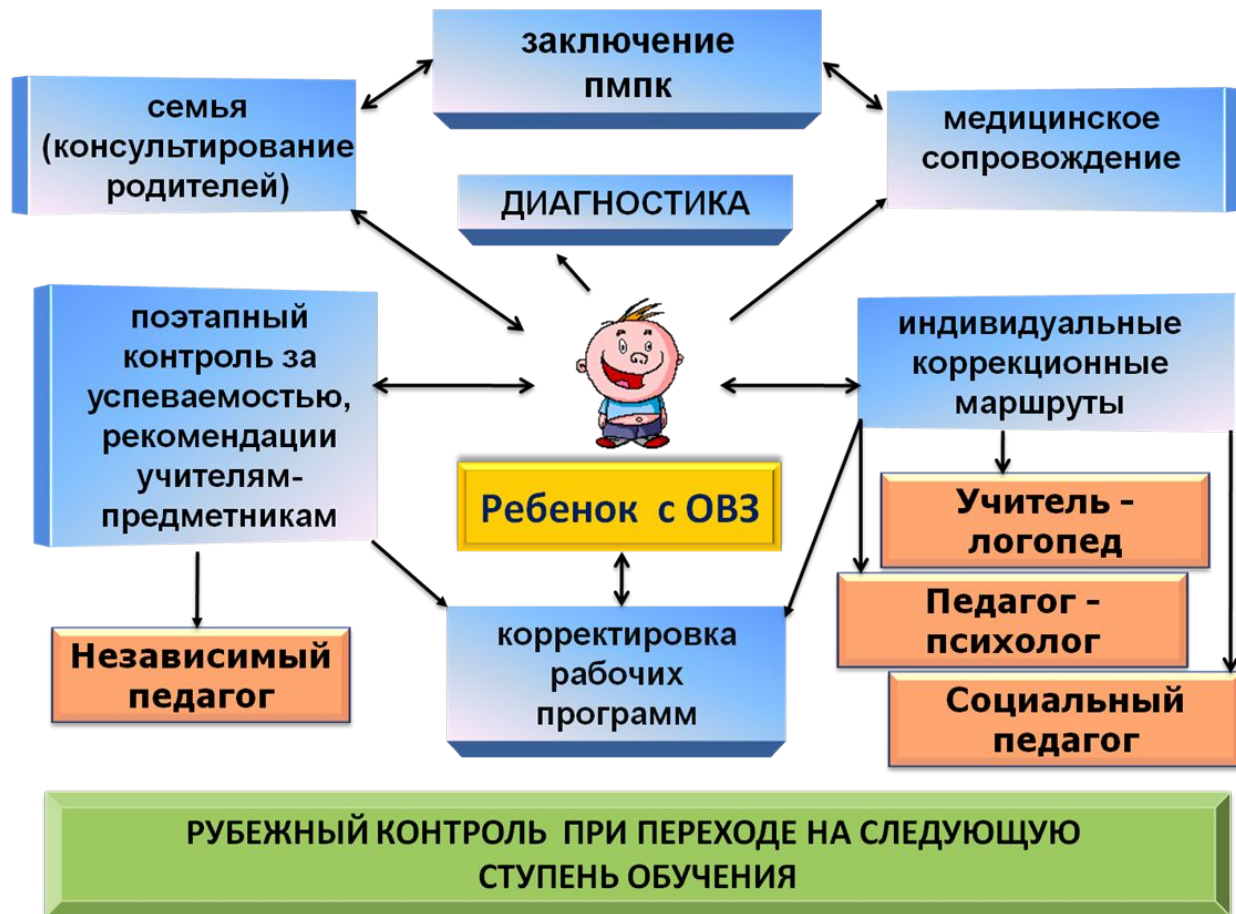 заключение
пмпк
семья
(консультирование
родителей)
медицинское
сопровождение
ДИАГНОСТИКА
поэтапный
контроль за
успеваемостью,
рекомендации
учителям-
предметникам
индивидуальные
коррекционные
маршруты
Ребенок с ОВЗ
Учитель -
логопед
Педагог -
психолог
Социальный
педагог
Независимый
педагог
корректировка
рабочих
программ
РУБЕЖНЫЙ КОНТРОЛЬ ПРИ ПЕРЕХОДЕ НА СЛЕДУЮЩУЮ
СТУПЕНЬ ОБУЧЕНИЯ